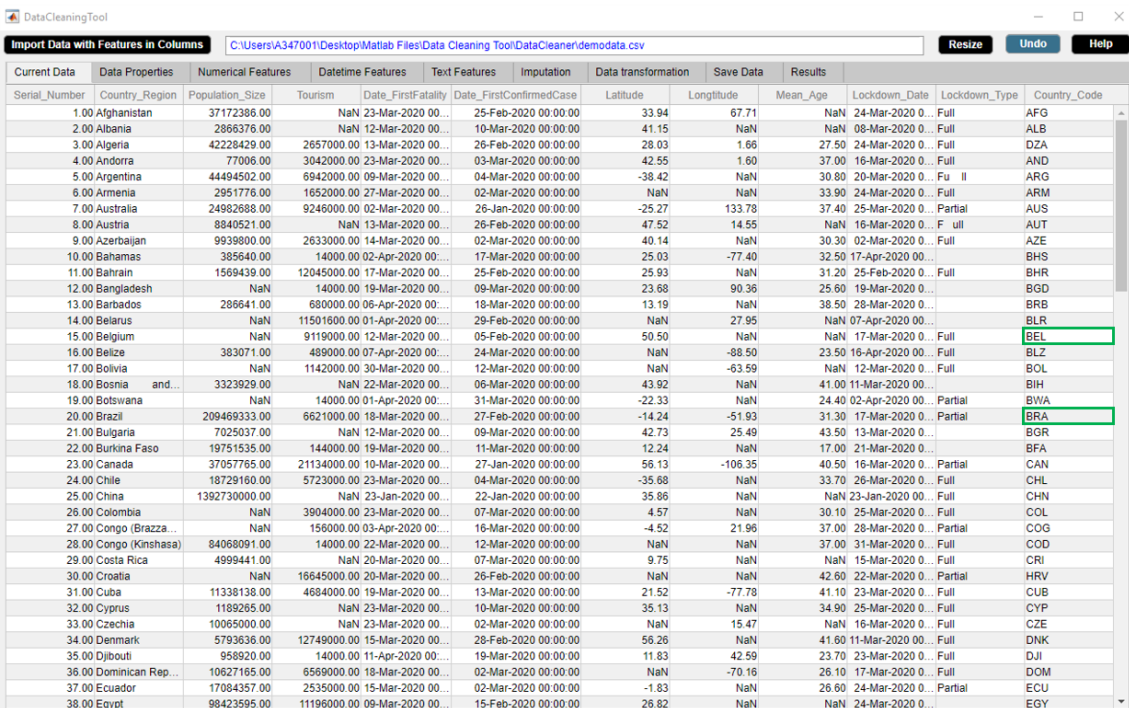 DataCleaningTool
Import Data with Features in Columns C:\Users\A347001\Desktop\Matlab Files\Data Cleaning Tool\DataCleaner\demodata.csv Resize Undo Help
Current Data Data Properties Numerical Features Datetime Features Text Features Imputation Data transformation Save Data Results
Serial_Number Country_Region Population_Size Tourism Date_FirstFatality Date_FirstConfirmedCase Latitude Longtitude Mean_Age Lockdown_Date Lockdown_Type Country_Code
1.00 Afghanistan 37172386.00 NaN 23-Mar-2020 00... 25-Feb-2020 00:00:00 33.94 67.71 NaN 24-Mar-2020 0... Full AFG
2.00 Albania 2866376.00 NaN 12-Mar-2020 00... 10-Mar-2020 00:00:00 41.15 NaN NaN 08-Mar-2020 0... Full ALB
3.00 Algeria 42228429.00 2657000.00 13-Mar-2020 00... 26-Feb-2020 00:00:00 28.03 1.66 27.50 24-Mar-2020 0... Full DZA
4.00 Andorra 77006.00 3042000.00 23-Mar-2020 00... 03-Mar-2020 00:00:00 42.55 1.60 37.00 16-Mar-2020 0... Full AND
5.00 Argentina 44494502.00 6942000.00 09-Mar-2020 00... 04-Mar-2020 00:00:00 -38.42 NaN 30.80 20-Mar-2020 0... Fu ll ARG
6.00 Armenia 2951776.00 1652000.00 27-Mar-2020 00... 02-Mar-2020 00:00:00 NaN NaN 33.90 24-Mar-2020 0... Full ARM
7.00 Australia 24982688.00 9246000.00 02-Mar-2020 00... 26-Jan-2020 00:00:00 -25.27 133.78 37.40 25-Mar-2020 0... Partial AUS
8.00 Austria 8840521.00 NaN 13-Mar-2020 00... 26-Feb-2020 00:00:00 47.52 14.55 NaN 16-Mar-2020 0... F ull AUT
9.00 Azerbaijan 9939800.00 2633000.00 14-Mar-2020 00... 02-Mar-2020 00:00:00 40.14 NaN 30.30 02-Mar-2020 0... Full AZE
10.00 Bahamas 385640.00 14000.00 02-Apr-2020 00... 17-Mar-2020 00:00:00 25.03 -77.40 32.50 17-Apr-2020 00... BHS
11.00 Bahrain 1569439.00 12045000.00 17-Mar-2020 00... 25-Feb-2020 00:00:00 25.93 NaN 31.20 25-Feb-2020 0... Full BHR
12.00 Bangladesh NaN 14000.00 19-Mar-2020 00... 09-Mar-2020 00:00:00 23.68 90.36 25.60 19-Mar-2020 0... BGD
13.00 Barbados 286641.00 680000.00 06-Apr-2020 00:... 18-Mar-2020 00:00:00 13.19 NaN 38.50 28-Mar-2020 0... BRB
14.00 Belarus NaN 11501600.00 01-Apr-2020 00:... 29-Feb-2020 00:00:00 NaN 27.95 NaN 07-Apr-2020 00... BLR
15.00 Belgium NaN 9119000.00 12-Mar-2020 00... 05-Feb-2020 00:00:00 50.50 NaN NaN 17-Mar-2020 0... Full BEL
16.00 Belize 383071.00 489000.00 07-Apr-2020 00:... 24-Mar-2020 00:00:00 NaN -88.50 23.50 16-Apr-2020 00... Full BLZ
17.00 Bolivia NaN 1142000.00 30-Mar-2020 00... 12-Mar-2020 00:00:00 NaN -63.59 NaN 12-Mar-2020 0... Full BOL
18.00 Bosnia and... 3323929.00 NaN 22-Mar-2020 00... 06-Mar-2020 00:00:00 43.92 NaN 41.00 11-Mar-2020 00... BIH
19.00 Botswana NaN 14000.00 01-Apr-2020 00:... 31-Mar-2020 00:00:00 -22.33 NaN 24.40 02-Apr-2020 00... Partial BWA
20.00 Brazil 209469333.00 6621000.00 18-Mar-2020 00... 27-Feb-2020 00:00:00 -14.24 -51.93 31.30 17-Mar-2020 0... Partial BRA
21.00 Bulgaria 7025037.00 NaN 12-Mar-2020 00... 09-Mar-2020 00:00:00 42.73 25.49 43.50 13-Mar-2020 0... BGR
22.00 Burkina Faso 19751535.00 144000.00 19-Mar-2020 00... 11-Mar-2020 00:00:00 12.24 NaN 17.00 21-Mar-2020 0... BFA
23.00 Canada 37057765.00 21134000.00 10-Mar-2020 00... 27-Jan-2020 00:00:00 56.13 -106.35 40.50 16-Mar-2020 0... Partial CAN
24.00 Chile 18729160.00 5723000.00 23-Mar-2020 00... 04-Mar-2020 00:00:00 -35.68 NaN 33.70 26-Mar-2020 0... Full CHL
25.00 China 1392730000.00 NaN 23-Jan-2020 00... 22-Jan-2020 00:00:00 35.86 NaN NaN 23-Jan-2020 00... Full CHN
26.00 Colombia NaN 3904000.00 23-Mar-2020 00... 07-Mar-2020 00:00:00 4.57 NaN 30.10 25-Mar-2020 0... Full COL
27.00 Congo (Brazza... NaN 156000.00 03-Apr-2020 00:... 16-Mar-2020 00:00:00 -4.52 21.96 37.00 28-Mar-2020 0... Partial COG
28.00 Congo (Kinshasa) 84068091.00 14000.00 22-Mar-2020 00... 12-Mar-2020 00:00:00 NaN NaN 37.00 31-Mar-2020 0... Full COD
29.00 Costa Rica 4999441.00 NaN 20-Mar-2020 00... 07-Mar-2020 00:00:00 9.75 NaN NaN 15-Mar-2020 0... Full CRI
30.00 Croatia NaN 16645000.00 20-Mar-2020 00... 26-Feb-2020 00:00:00 NaN NaN 42.60 22-Mar-2020 0... Partial HRV
31.00 Cuba 11338138.00 4684000.00 19-Mar-2020 00... 13-Mar-2020 00:00:00 21.52 -77.78 41.10 23-Mar-2020 0... Full CUB
32.00 Cyprus 1189265.00 NaN 23-Mar-2020 00... 10-Mar-2020 00:00:00 35.13 NaN 34.90 25-Mar-2020 0... Full CYP
33.00 Czechia 10065000.00 NaN 23-Mar-2020 00... 02-Mar-2020 00:00:00 NaN 15.47 NaN 16-Mar-2020 0... Full CZE
34.00 Denmark 5793636.00 12749000.00 15-Mar-2020 00... 28-Feb-2020 00:00:00 56.26 NaN 41.60 11-Mar-2020 00... Full DNK
35.00 Djibouti 958920.00 14000.00 11-Apr-2020 00:... 19-Mar-2020 00:00:00 11.83 42.59 23.70 23-Mar-2020 0... Full DJI
36.00 Dominican Rep... 10627165.00 6569000.00 18-Mar-2020 00... 02-Mar-2020 00:00:00 NaN -70.16 26.10 17-Mar-2020 0... Full DOM
37.00 Ecuador 17084357.00 2535000.00 15-Mar-2020 00... 02-Mar-2020 00:00:00 -1.83 NaN 26.60 24-Mar-2020 0... Partial ECU
38.00 Egypt 98423595.00 11196000.00 09-Mar-2020 00... 15-Feb-2020 00:00:00 26.82 NaN NaN 24-Mar-2020 0... Full EGY